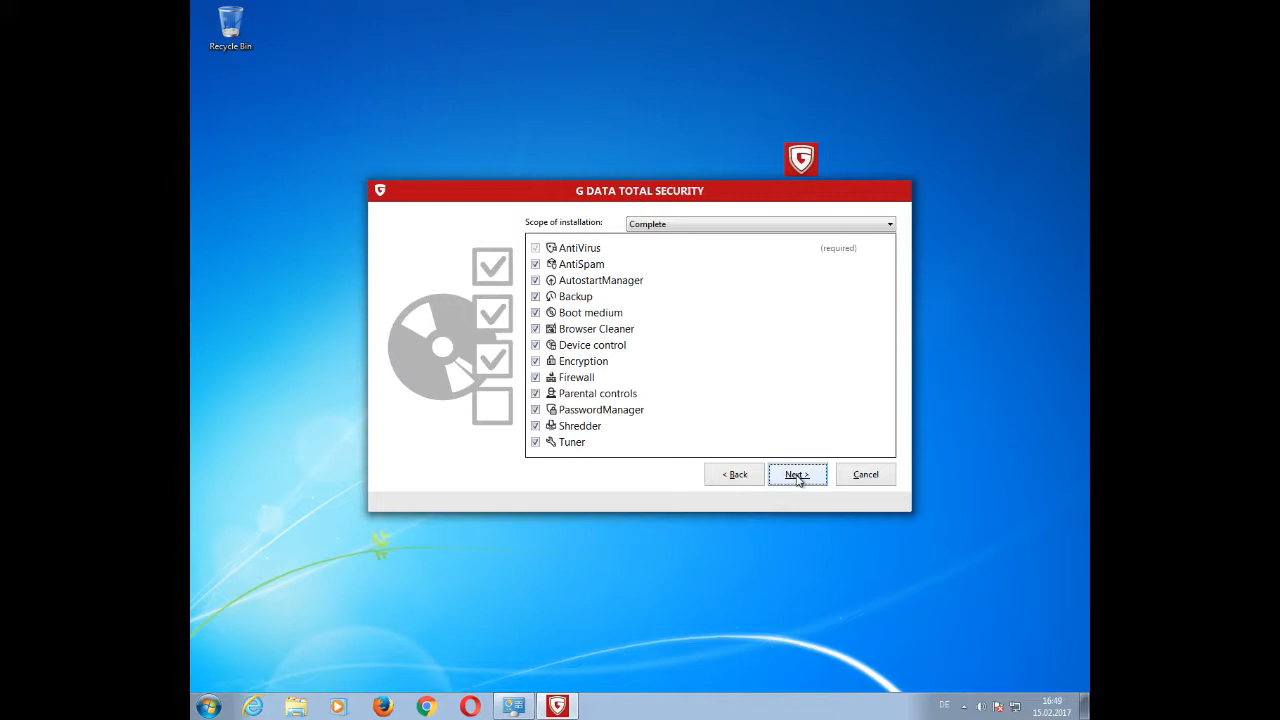 Recycle Bin
G DATA TOTAL SECURITY
Scope of installation: Complete
AntiVirus (required)
AntiSpam
AutostartManager
Backup
Boot medium
Browser Cleaner
Device control
Encryption
Firewall
Parental controls
PasswordManager
Shredder
Tuner
< Back Next > Cancel
DE 16:49
15.02.2017